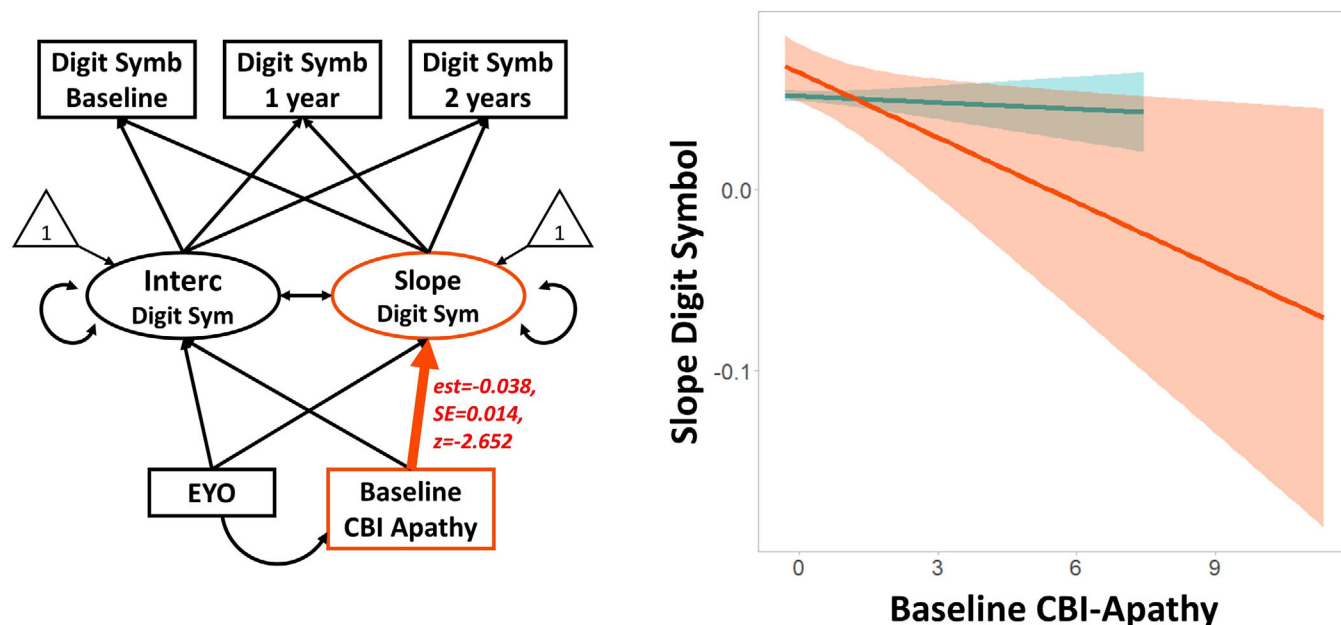 Digit Symb
Baseline
Digit Symb
1 year
Digit Symb
2 years
1
1
Interc
Digit Sym
Slope
Digit Sym
est=-0.038,
SE=0.014,
z=-2.652
EYO
Baseline
CBI Apathy
Slope Digit Symbol
0.0
-0.1
0
3
6
9
Baseline CBI-Apathy